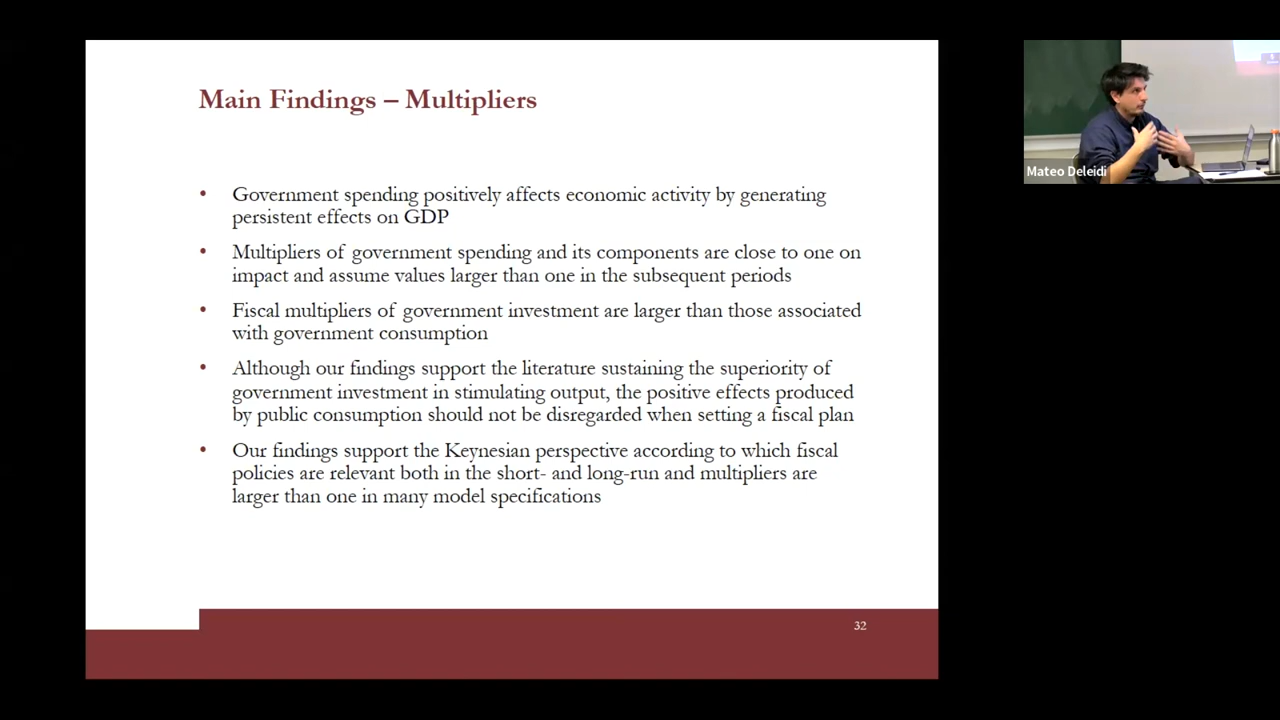 Main Findings – Multipliers
• Government spending positively affects economic activity by generating
persistent effects on GDP
• Multipliers of government spending and its components are close to one on
impact and assume values larger than one in the subsequent periods
• Fiscal multipliers of government investment are larger than those associated
with government consumption
• Although our findings support the literature sustaining the superiority of
government investment in stimulating output, the positive effects produced
by public consumption should not be disregarded when setting a fiscal plan
• Our findings support the Keynesian perspective according to which fiscal
policies are relevant both in the short- and long-run and multipliers are
larger than one in many model specifications
32
Mateo Deleidi